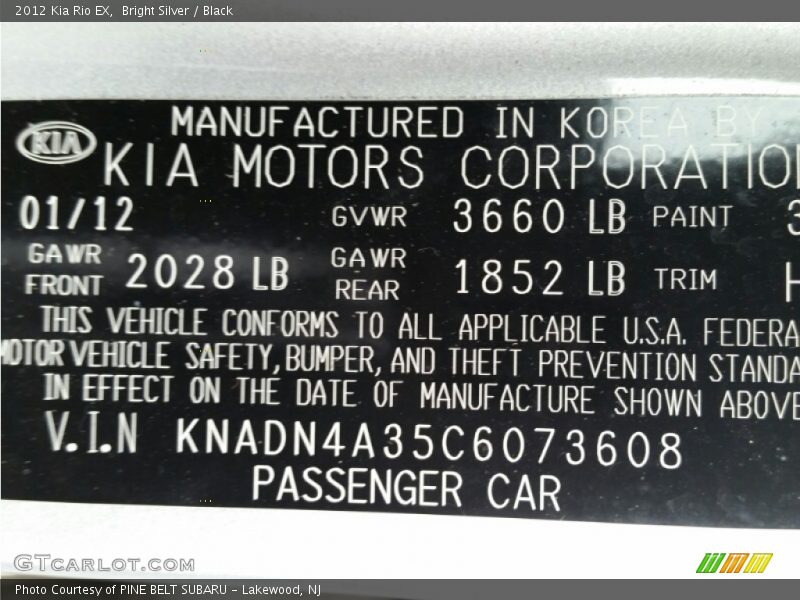 2012 Kia Rio EX, Bright Silver / Black
MANUFACTURED IN KOREA BY
KIA KIA MOTORS CORPORATION
01/12 GVWR 3660 LB PAINT 3
GAWR FRONT 2028 LB GAWR REAR 1852 LB TRIM H
THIS VEHICLE CONFORMS TO ALL APPLICABLE U.S.A. FEDERA
MOTOR VEHICLE SAFETY, BUMPER, AND THEFT PREVENTION STANDA
IN EFFECT ON THE DATE OF MANUFACTURE SHOWN ABOVE
V.I.N KNADN4A35C6073608
PASSENGER CAR
GTCARLOT.COM
Photo Courtesy of PINE BELT SUBARU - Lakewood, NJ